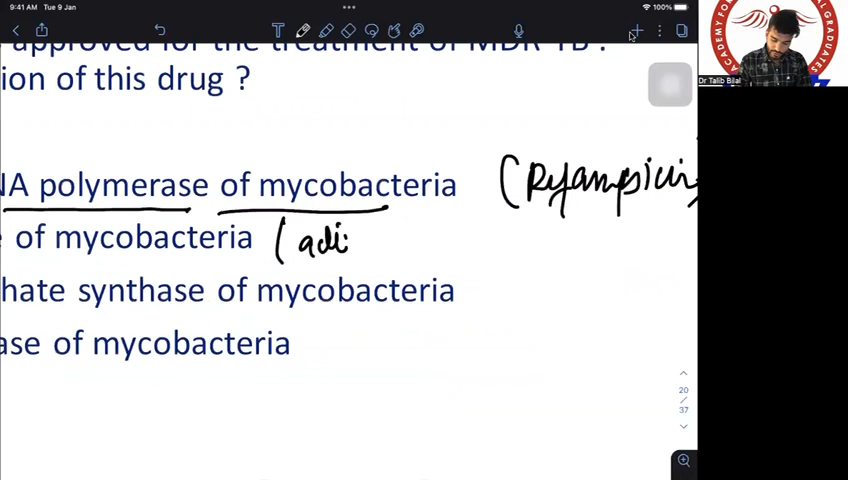 9:41 AM Tue 9 Jan
100%
T
approved for the treatment of MDR TB ?
ion of this drug ?
Dr Talib Bilal
NA polymerase of mycobacteria (Rifampicin)
e of mycobacteria ( adi
hate synthase of mycobacteria
ase of mycobacteria
20
/
37